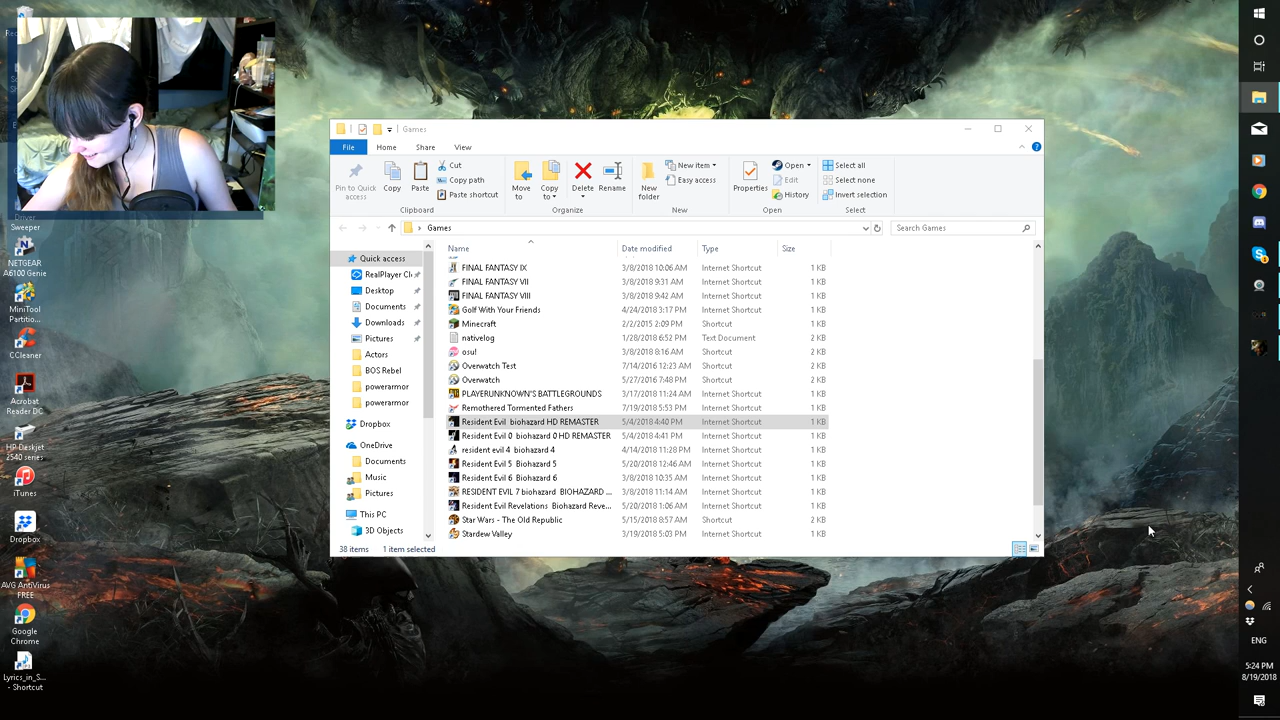 Driver
Sweeper
NETGEAR
A6100 Genie
MiniTool
Partitio...
CCleaner
Acrobat
Reader DC
HP Deskjet
2540 series
iTunes
Dropbox
AVG AntiVirus
FREE
Google
Chrome
Lyrics_in_S...
- Shortcut
Games
File Home Share View
Pin to Quick
access
Copy
Paste
Cut
Copy path
Paste shortcut
Clipboard
Move
to
Copy
to
Delete
Rename
Organize
New
folder
New item
Easy access
New
Properties
Open
Edit
History
Open
Select all
Select none
Invert selection
Select
Games
Search Games
Quick access
RealPlayer Cl
Desktop
Documents
Downloads
Pictures
Actors
BOS Rebel
powerarmor
powerarmor
Dropbox
OneDrive
Documents
Music
Pictures
This PC
3D Objects
Name Date modified Type Size
FINAL FANTASY IX 3/8/2018 10:06 AM Internet Shortcut 1 KB
FINAL FANTASY VII 3/8/2018 9:31 AM Internet Shortcut 1 KB
FINAL FANTASY VIII 3/8/2018 9:42 AM Internet Shortcut 1 KB
Golf With Your Friends 4/24/2018 3:17 PM Internet Shortcut 1 KB
Minecraft 2/2/2015 2:09 PM Shortcut 1 KB
nativelog 1/28/2018 6:52 PM Text Document 2 KB
osu! 3/8/2018 8:16 AM Shortcut 2 KB
Overwatch Test 7/14/2016 12:23 AM Shortcut 2 KB
Overwatch 5/27/2016 7:48 PM Shortcut 2 KB
PLAYERUNKNOWN'S BATTLEGROUNDS 3/17/2018 11:24 AM Internet Shortcut 1 KB
Remothered Tormented Fathers 7/19/2018 5:53 PM Internet Shortcut 1 KB
Resident Evil biohazard HD REMASTER 5/4/2018 4:40 PM Internet Shortcut 1 KB
Resident Evil 0 biohazard 0 HD REMASTER 5/4/2018 4:41 PM Internet Shortcut 1 KB
resident evil 4 biohazard 4 4/14/2018 11:28 PM Internet Shortcut 1 KB
Resident Evil 5 Biohazard 5 5/20/2018 12:46 AM Internet Shortcut 1 KB
Resident Evil 6 Biohazard 6 3/8/2018 10:35 AM Internet Shortcut 1 KB
RESIDENT EVIL 7 biohazard BIOHAZARD ... 3/8/2018 11:14 AM Internet Shortcut 1 KB
Resident Evil Revelations Biohazard Reve... 5/20/2018 1:06 AM Internet Shortcut 1 KB
Star Wars - The Old Republic 5/15/2018 8:57 AM Shortcut 2 KB
Stardew Valley 3/19/2018 5:03 PM Internet Shortcut 1 KB
38 items 1 item selected
ENG
5:24 PM
8/19/2018